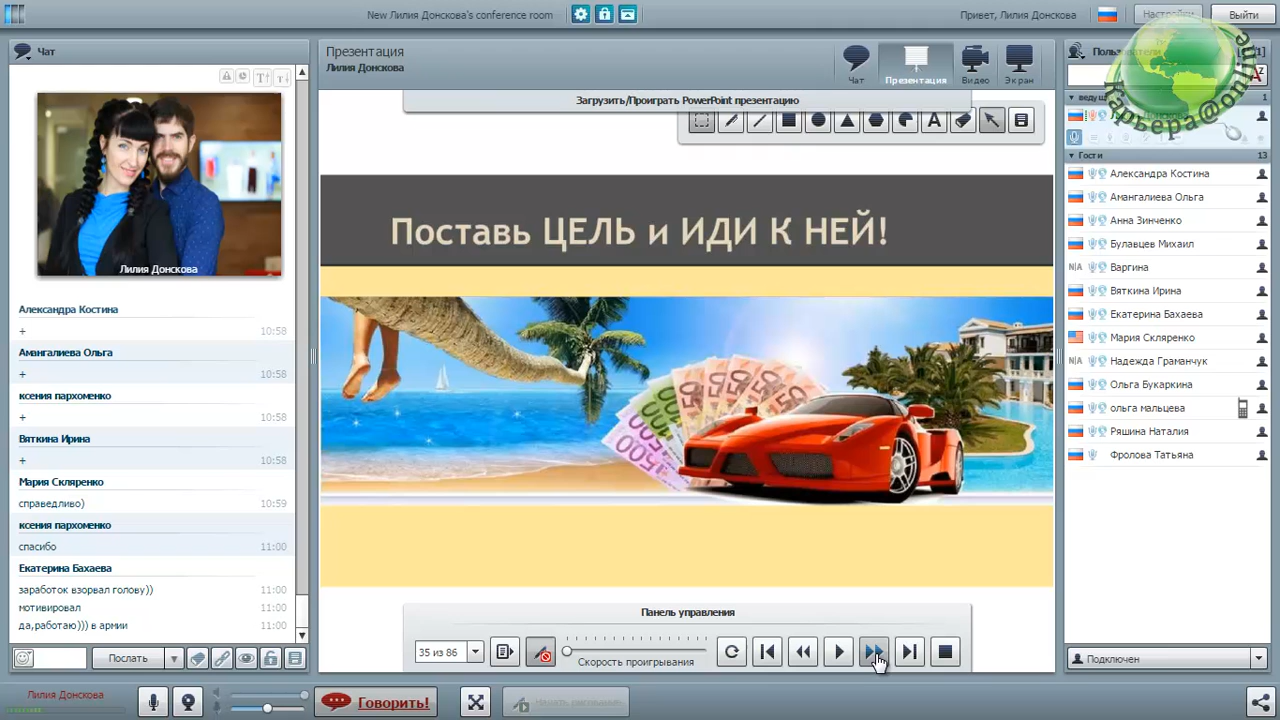 New Лилия Донскова's conference room
Привет, Лилия Донскова
Настройки
Выйти
Чат
Лилия Донскова
Александра Костина
+ 10:58
Амангалиева Ольга
+ 10:58
ксения пархоменко
+ 10:58
Вяткина Ирина
+ 10:58
Мария Скляренко
справедливо) 10:59
ксения пархоменко
спасибо 11:00
Екатерина Бахаева
заработок взорвал голову)) 11:00
мотивировал 11:00
да,работаю))) в армии 11:00
Послать
Презентация
Лилия Донскова
Чат
Презентация
Видео
Экран
Загрузить/Проиграть PowerPoint презентацию
Поставь ЦЕЛЬ и ИДИ К НЕЙ!
Панель управления
35 из 86
Скорость проигрывания
карьера@online
ведущ 1
Гости 13
Александра Костина
Амангалиева Ольга
Анна Зинченко
Булавцев Михаил
N|A Варгина
Вяткина Ирина
Екатерина Бахаева
Мария Скляренко
N|A Надежда Граманчук
Ольга Букаркина
ольга мальцева
Ряшина Наталия
Фролова Татьяна
Подключен
Лилия Донскова
Говорить!